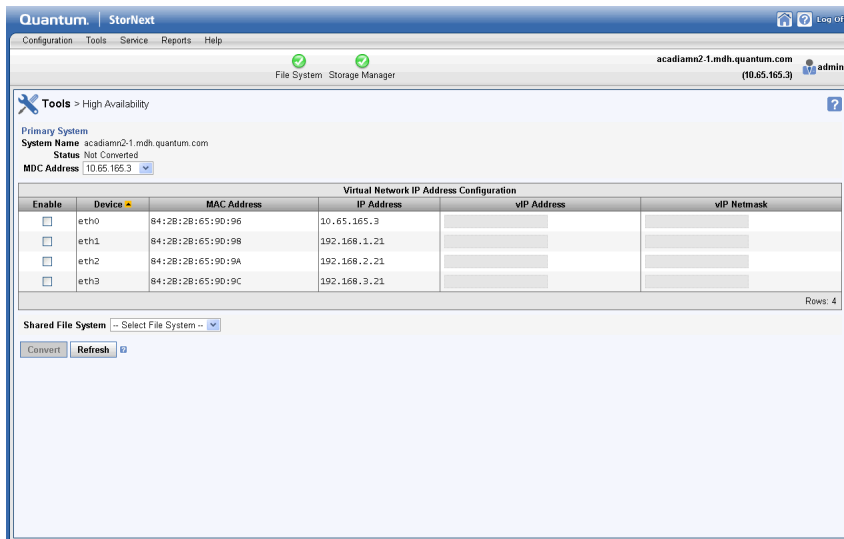 Quantum. | StorNext
Log Of
Configuration Tools Service Reports Help
File System Storage Manager
acadiamn2-1.mdh.quantum.com
(10.65.165.3)
admin
Tools > High Availability
Primary System
System Name acadiamn2-1.mdh.quantum.com
Status Not Converted
MDC Address 10.65.165.3
Virtual Network IP Address Configuration
Enable Device MAC Address IP Address vIP Address vIP Netmask
eth0 84:2B:2B:65:9D:96 10.65.165.3
eth1 84:2B:2B:65:9D:98 192.168.1.21
eth2 84:2B:2B:65:9D:9A 192.168.2.21
eth3 84:2B:2B:65:9D:9C 192.168.3.21
Rows: 4
Shared File System -- Select File System --
Convert Refresh ?